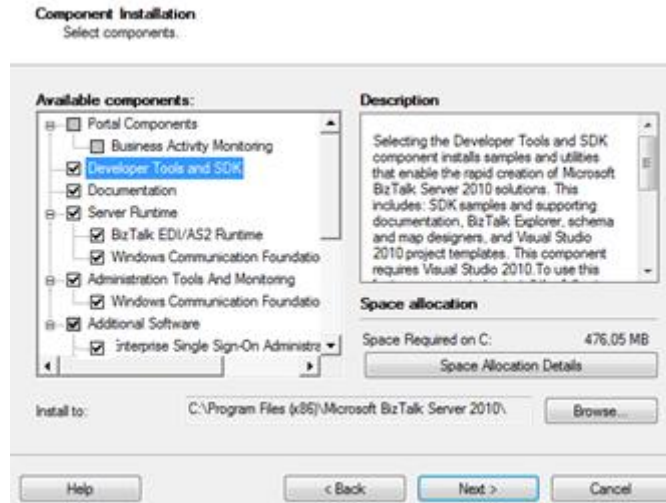 Component Installation
Select components.
Available components:
Portal Components
Business Activity Monitoring
Developer Tools and SDK
Documentation
Server Runtime
BizTalk EDI/AS2 Runtime
Windows Communication Foundatio
Administration Tools And Monitoring
Windows Communication Foundatio
Additional Software
Enterprise Single Sign-On Administra
Description
Selecting the Developer Tools and SDK
component installs samples and utilities
that enable the rapid creation of Microsoft
BizTalk Server 2010 solutions. This
includes: SDK samples and supporting
documentation, BizTalk Explorer, schema
and map designers, and Visual Studio
2010 project templates. This component
requires Visual Studio 2010.To use this
Space allocation
Space Required on C: 476.05 MB
Space Allocation Details
Install to: C:\Program Files (x86)\Microsoft BizTalk Server 2010\ Browse...
Help < Back Next > Cancel